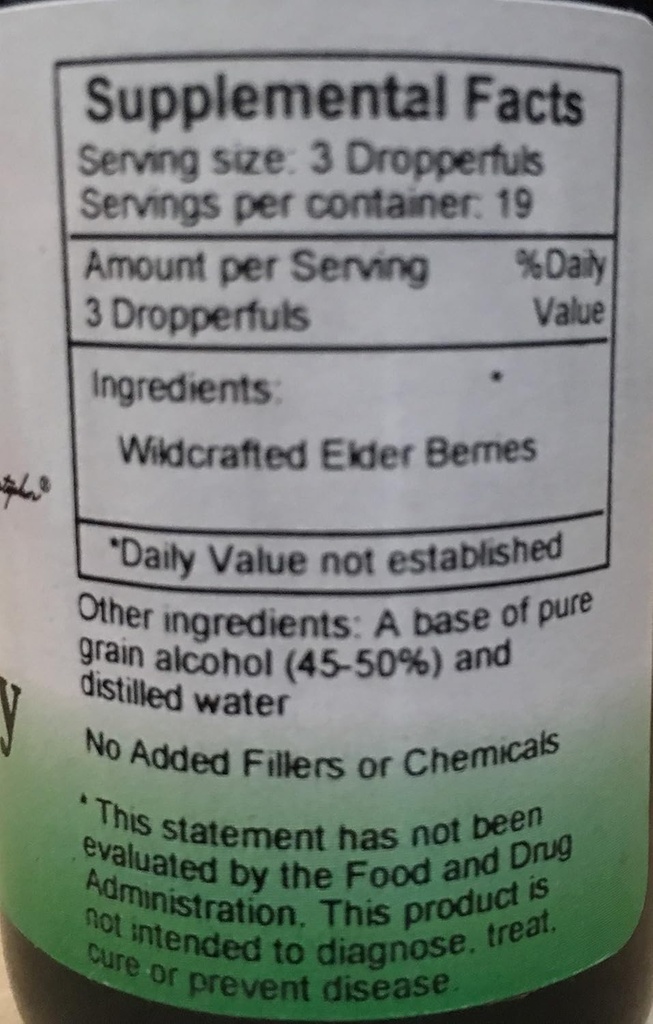 Supplemental Facts
Serving size: 3 Dropperfuls
Servings per container: 19
Amount per Serving %Daily
3 Dropperfuls Value
Ingredients: *
Wildcrafted Elder Berries
*Daily Value not established
Other ingredients: A base of pure
grain alcohol (45-50%) and
distilled water
No Added Fillers or Chemicals
* This statement has not been
evaluated by the Food and Drug
Administration. This product is
not intended to diagnose. treat.
cure or prevent disease.
y